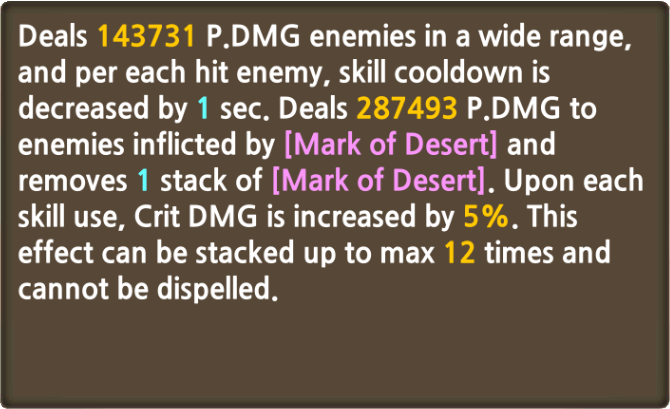 Deals 143731 P.DMG enemies in a wide range,
and per each hit enemy, skill cooldown is
decreased by 1 sec. Deals 287493 P.DMG to
enemies inflicted by [Mark of Desert] and
removes 1 stack of [Mark of Desert]. Upon each
skill use, Crit DMG is increased by 5%. This
effect can be stacked up to max 12 times and
cannot be dispelled.